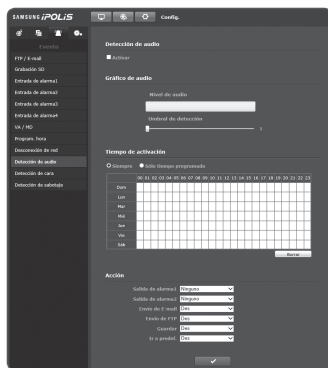 SAMSUNG iPOLiS
Config.
Evento
FTP / E-mail
Grabación SD
Entrada de alarma1
Entrada de alarma2
Entrada de alarma3
Entrada de alarma4
VA / MD
Program. hora
Desconexión de red
Detección de audio
Detección de cara
Detección de sabotaje
Detección de audio
Activar
Gráfico de audio
Nivel de audio
Umbral de detección
1
Tiempo de activación
Siempre
Sólo tiempo programado
00 01 02 03 04 05 06 07 08 09 10 11 12 13 14 15 16 17 18 19 20 21 22 23
Dom
Lun
Mar
Mié
Jue
Vie
Sáb
Borrar
Acción
Salida de alarma1 Ninguno
Salida de alarma2 Ninguno
Envío de E-mail Des
Envío de FTP Des
Guardar Des
Ir a predef. Des